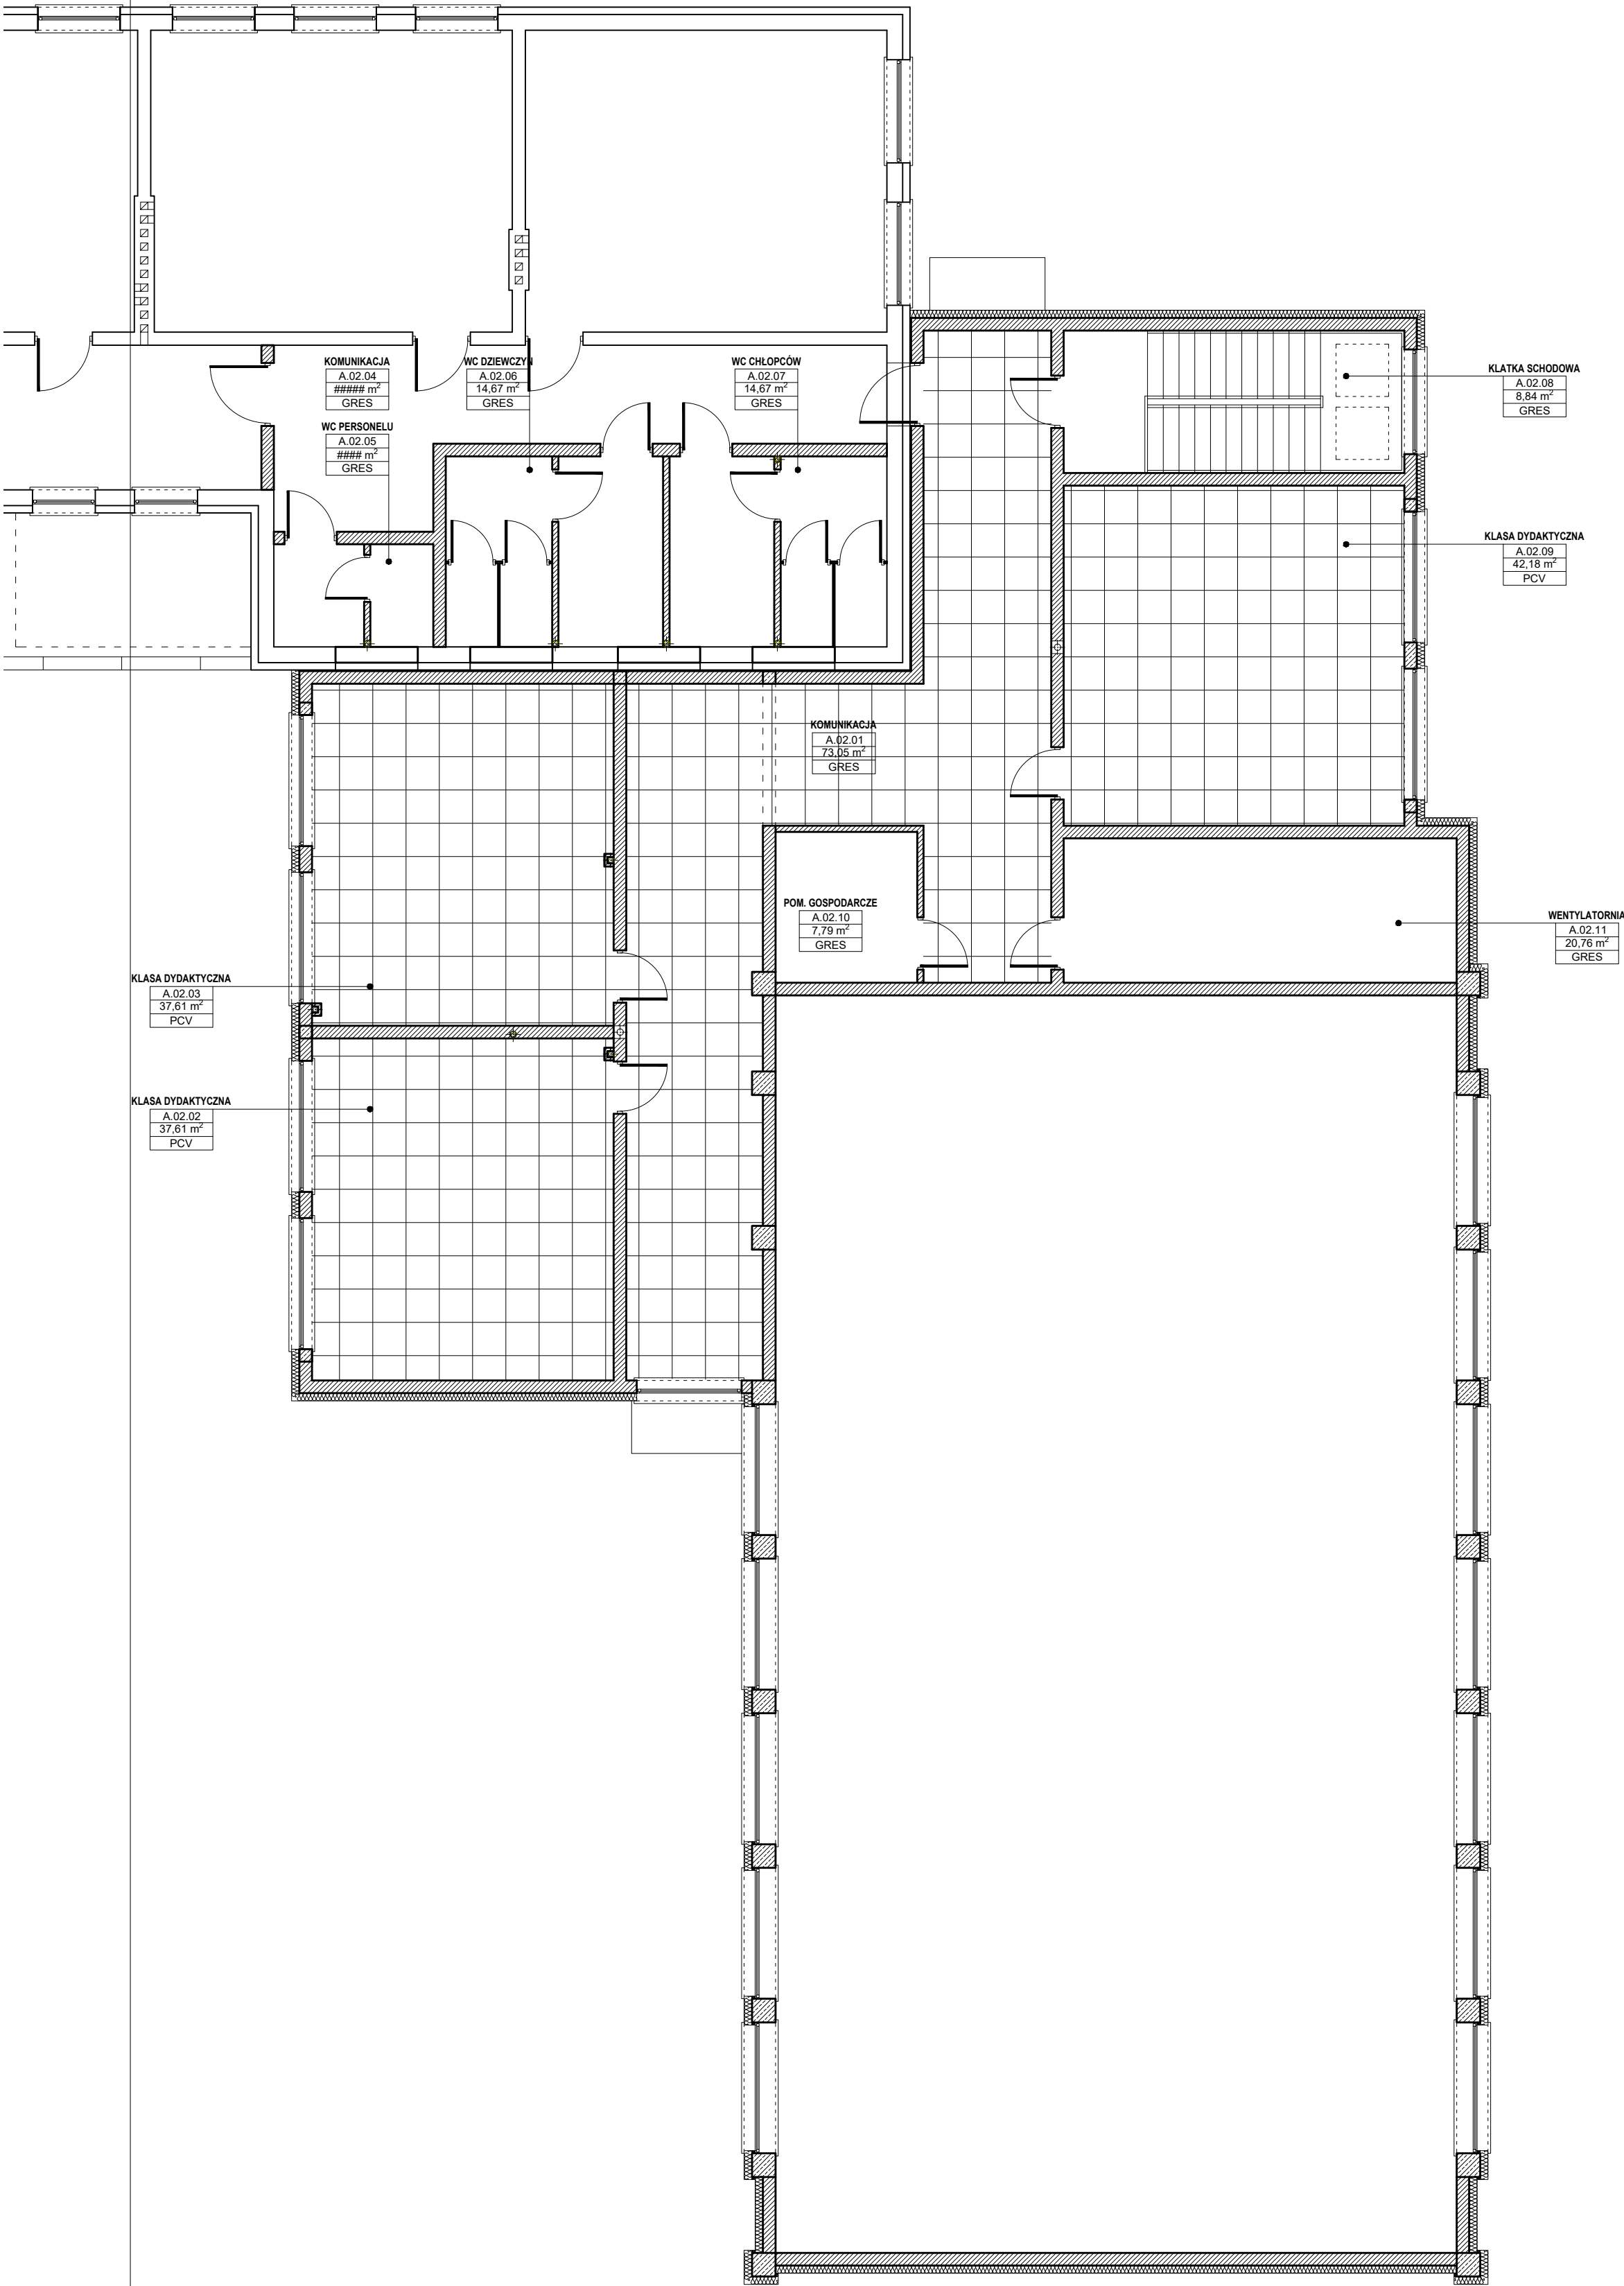 KOMUNIKACJA
A.02.04
##### m²
GRES
WC DZIEWCZYN
A.02.06
14,67 m²
GRES
WC CHŁOPCÓW
A.02.07
14,67 m²
GRES
KLATKA SCHODOWA
A.02.08
8,84 m²
GRES
WC PERSONELU
A.02.05
#### m²
GRES
KLASA DYDAKTYCZNA
A.02.09
42,18 m²
PCV
KOMUNIKACJA
A.02.01
73,05 m²
GRES
POM. GOSPODARCZE
A.02.10
7,79 m²
GRES
WENTYLATORNIA
A.02.11
20,76 m²
GRES
KLASA DYDAKTYCZNA
A.02.03
37,61 m²
PCV
KLASA DYDAKTYCZNA
A.02.02
37,61 m²
PCV